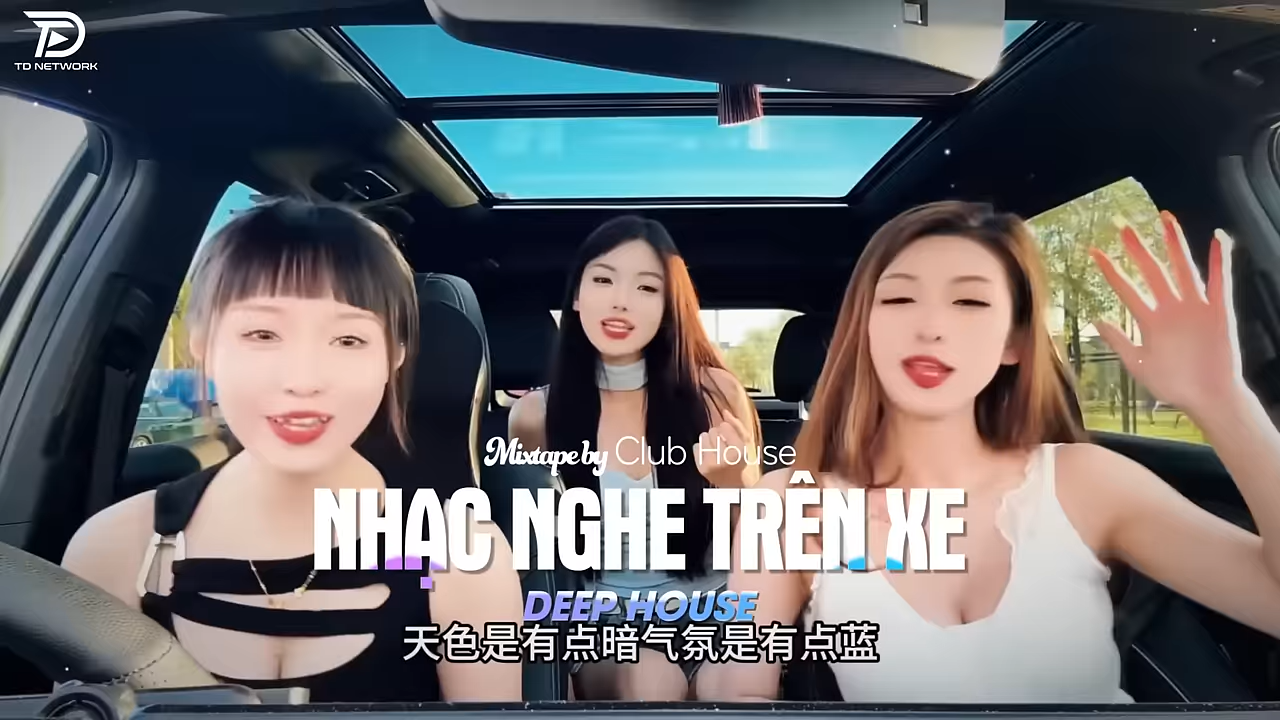 TD NETWORK
Mixtape by Club House
NHẠC NGHE TRÊN XE
DEEP HOUSE
天色是有点暗气氛是有点蓝